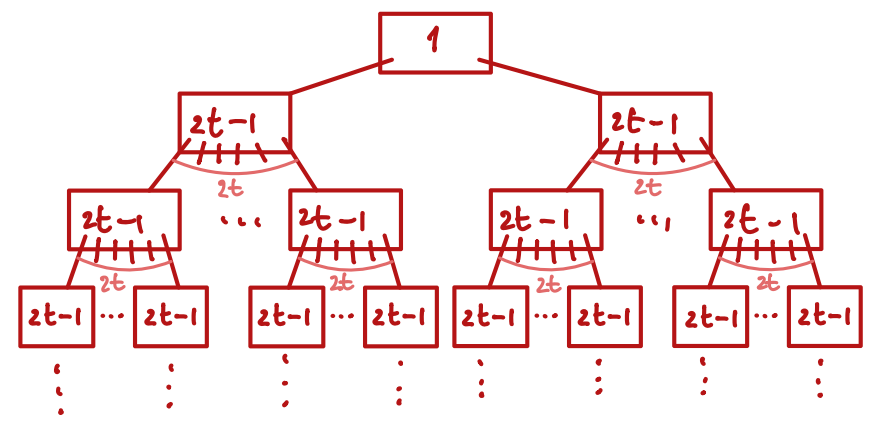 1
2t-1 2t-1
2t 2t
2t-1 ... 2t-1 2t-1 ... 2t-1
2t 2t 2t 2t
2t-1 ... 2t-1 2t-1 ... 2t-1 2t-1 ... 2t-1 2t-1 ... 2t-1